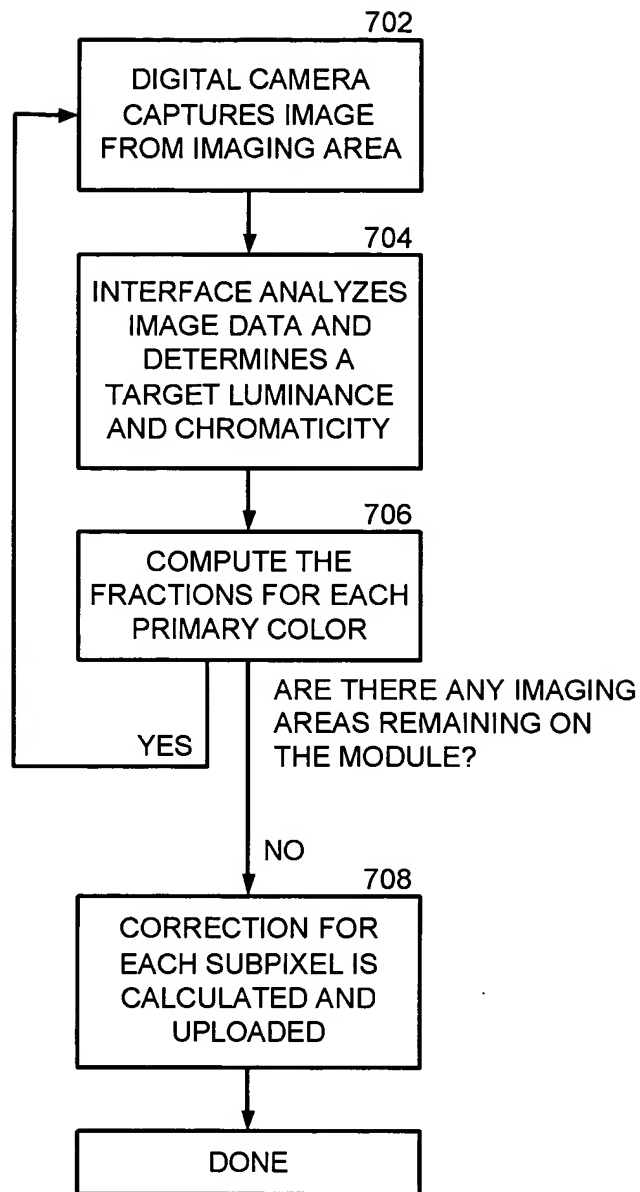 702
DIGITAL CAMERA
CAPTURES IMAGE
FROM IMAGING AREA
704
INTERFACE ANALYZES
IMAGE DATA AND
DETERMINES A
TARGET LUMINANCE
AND CHROMATICITY
706
COMPUTE THE
FRACTIONS FOR EACH
PRIMARY COLOR
ARE THERE ANY IMAGING
AREAS REMAINING ON
THE MODULE?
YES
NO
708
CORRECTION FOR
EACH SUBPIXEL IS
CALCULATED AND
UPLOADED
DONE